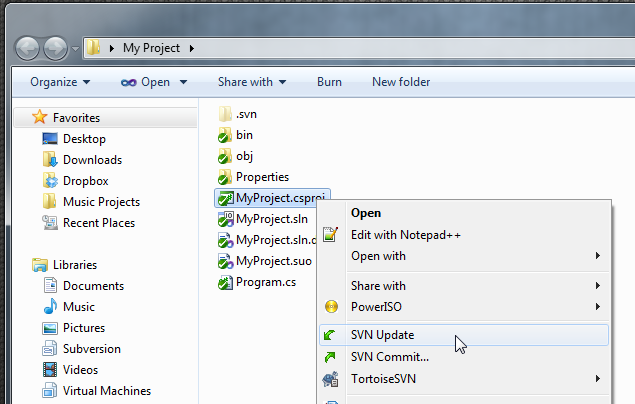 My Project
Organize Open Share with Burn New folder
Favorites
Desktop
Downloads
Dropbox
Music Projects
Recent Places
Libraries
Documents
Music
Pictures
Subversion
Videos
Virtual Machines
.svn
bin
obj
Properties
MyProject.csproj
MyProject.sln
MyProject.sln.
MyProject.suo
Program.cs
Open
Edit with Notepad++
Open with
Share with
PowerISO
SVN Update
SVN Commit...
TortoiseSVN